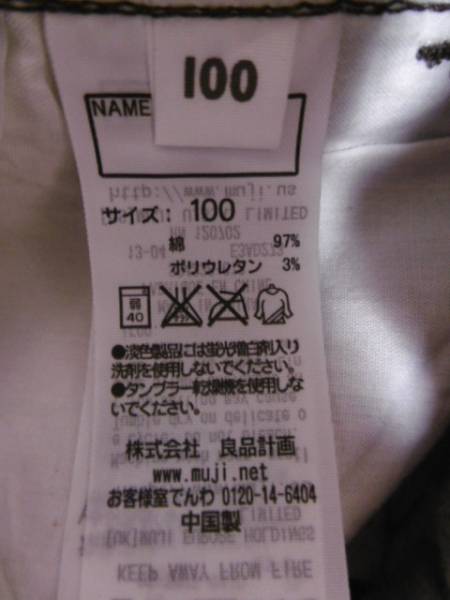 100
NAME
サイズ: 100
綿 97%
ポリウレタン 3%
弱
40
●淡色製品には蛍光増白剤入り
洗剤を使用しないでください。
●タンブラー乾燥機を使用しな
いでください。
株式会社 良品計画
www.muji.net
お客様室でんわ 0120-14-6404
中国製